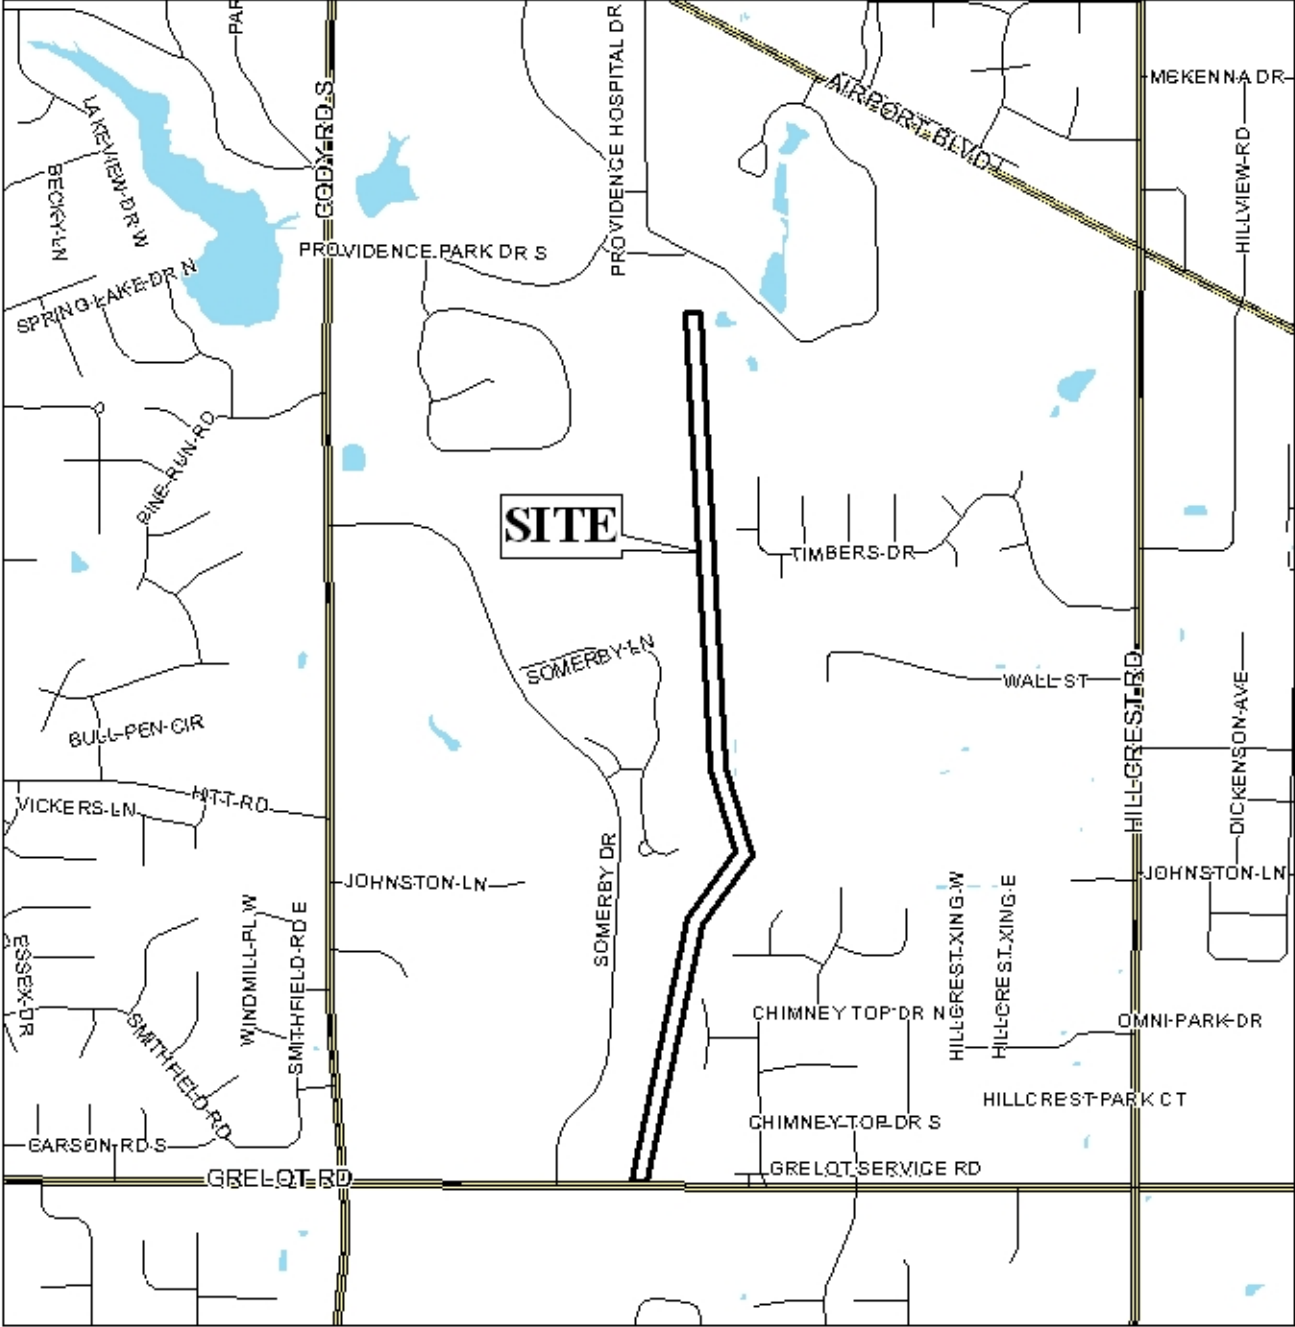 PAR
CODY RD S
PROVIDENCE HOSPITAL DR
AIRPORT BLVD
MCKENNA DR
HILLVIEW RD
LAKEVIEW DR W
BECKY LN
PROVIDENCE PARK DR S
SPRING LAKE DR N
PINE RUN RD
SITE
TIMBERS DR
SOMERBY LN
WALL ST
HILLCREST RD
DICKENSON AVE
BULL PEN CIR
HITT RD
VICKERS LN
JOHNSTON LN
SOMERBY DR
JOHNSTON LN
HILLCREST XING W
HILLCREST XING E
WINDMILL PL W
SMITHFIELD RD E
ESSEX DR
CHIMNEY TOP DR N
OMNI PARK DR
SMITHFIELD RD
HILLCREST PARK CT
CHIMNEY TOP DR S
CARSON RD S
GRELOT RD
GRELOT SERVICE RD